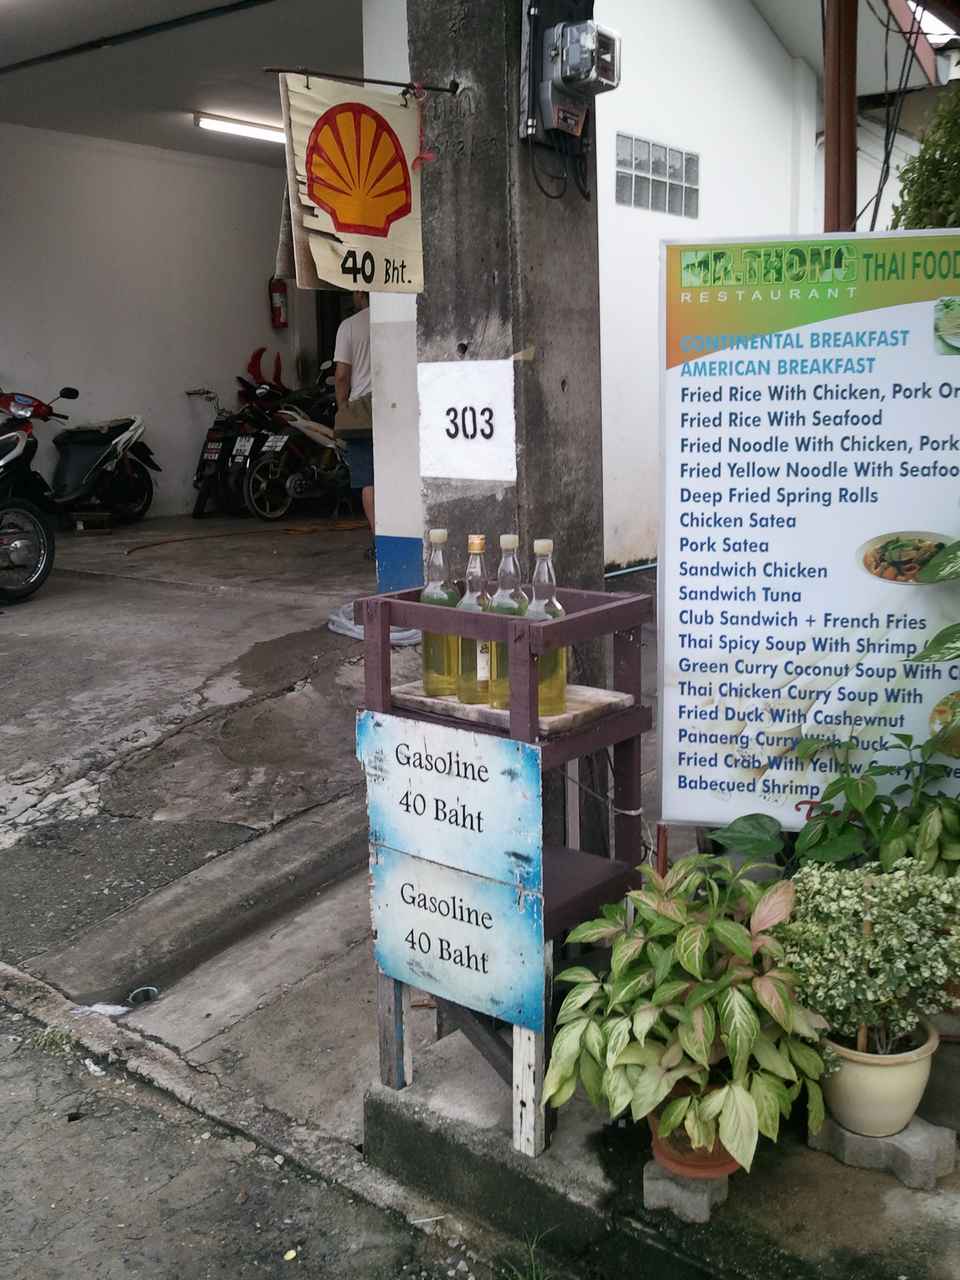 40 Bht.
303
Gasoline
40 Baht
Gasoline
40 Baht
MR.THONG THAI FOOD
RESTAURANT
CONTINENTAL BREAKFAST
AMERICAN BREAKFAST
Fried Rice With Chicken, Pork Or
Fried Rice With Seafood
Fried Noodle With Chicken, Pork
Fried Yellow Noodle With Seafoo
Deep Fried Spring Rolls
Chicken Satea
Pork Satea
Sandwich Chicken
Sandwich Tuna
Club Sandwich + French Fries
Thai Spicy Soup With Shrimp
Green Curry Coconut Soup With C
Thai Chicken Curry Soup With
Fried Duck With Cashewnut
Panaeng Curry With Duck
Fried Crab With Yellow Curry
Babecued Shrimp